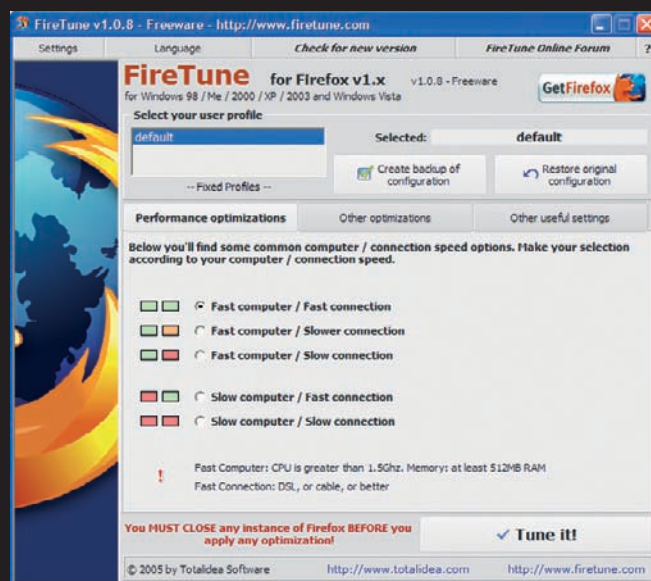 FireTune v1.0.8 - Freeware - http://www.firetune.com
Settings Language Check for new version FireTune Online Forum ?
FireTune for Firefox v1.x v1.0.8 - Freeware
for Windows 98 / Me / 2000 / XP / 2003 and Windows Vista
GetFirefox
Select your user profile
default
Selected: default
Create backup of configuration
Restore original configuration
-- Fixed Profiles --
Performance optimizations Other optimizations Other useful settings
Below you'll find some common computer / connection speed options. Make your selection
according to your computer / connection speed.
Fast computer / Fast connection
Fast computer / Slower connection
Fast computer / Slow connection
Slow computer / Fast connection
Slow computer / Slow connection
! Fast Computer: CPU is greater than 1.5Ghz. Memory: at least 512MB RAM
Fast Connection: DSL, or cable, or better
You MUST CLOSE any instance of Firefox BEFORE you
apply any optimization!
Tune it!
© 2005 by Totalidea Software http://www.totalidea.com http://www.firetune.com